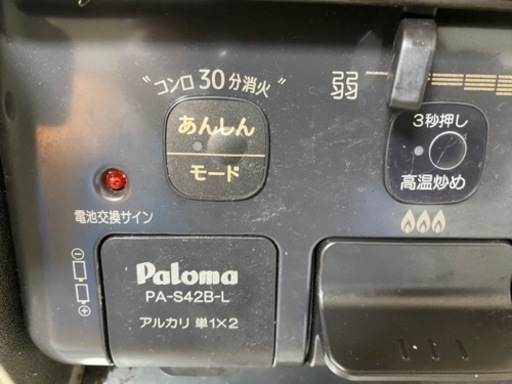 "コンロ30分消火"
弱
あんしん
モード
3秒押し
高温炒め
電池交換サイン
Paloma
PA-S42B-L
アルカリ 単1×2